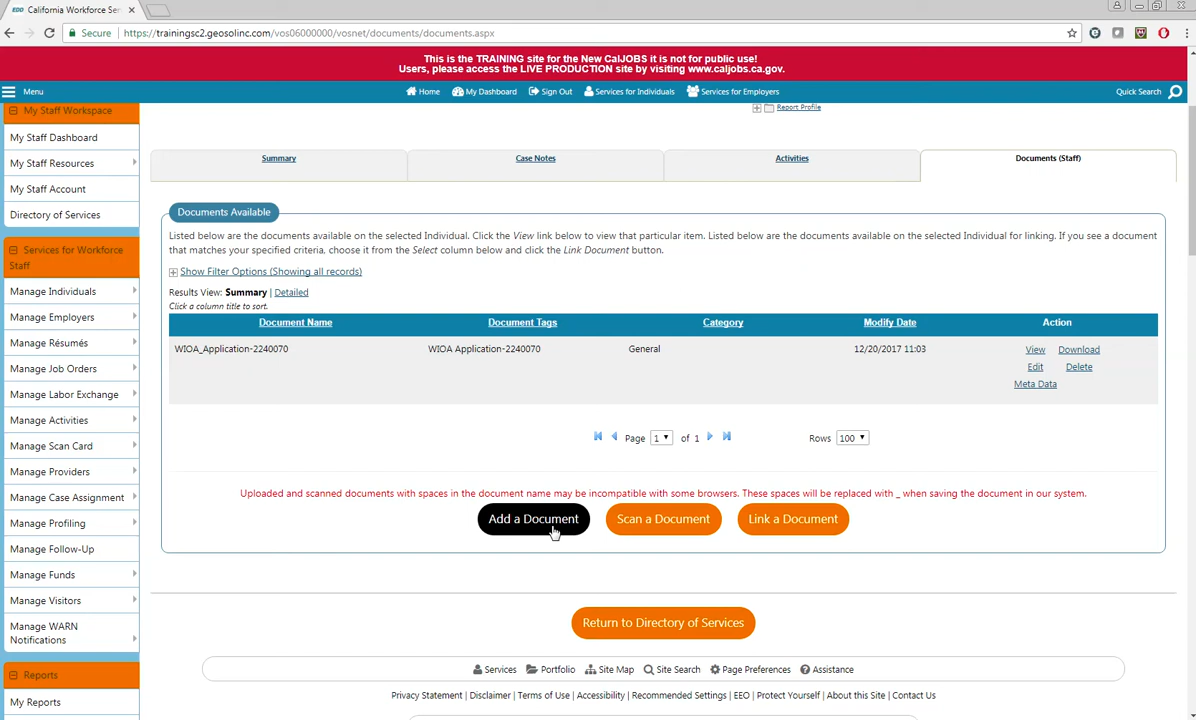 EDD California Workforce Ser
Secure https://trainingsc2.geosolinc.com/vos06000000/vosnet/documents/documents.aspx
This is the TRAINING site for the New CalJOBS it is not for public use!
Users, please access the LIVE PRODUCTION site by visiting www.caljobs.ca.gov.
Menu Home My Dashboard Sign Out Services for Individuals Services for Employers Quick Search
Report Profile
My Staff Workspace
My Staff Dashboard
My Staff Resources
My Staff Account
Directory of Services
Services for Workforce
Staff
Manage Individuals
Manage Employers
Manage Résumés
Manage Job Orders
Manage Labor Exchange
Manage Activities
Manage Scan Card
Manage Providers
Manage Case Assignment
Manage Profiling
Manage Follow-Up
Manage Funds
Manage Visitors
Manage WARN
Notifications
Reports
My Reports
Summary Case Notes Activities Documents (Staff)
Documents Available
Listed below are the documents available on the selected Individual. Click the View link below to view that particular item. Listed below are the documents available on the selected Individual for linking. If you see a document
that matches your specified criteria, choose it from the Select column below and click the Link Document button.
Show Filter Options (Showing all records)
Results View: Summary | Detailed
Click a column title to sort.
Document Name Document Tags Category Modify Date Action
WIOA_Application-2240070 WIOA Application-2240070 General 12/20/2017 11:03 View Download
Edit Delete
Meta Data
Page 1 of 1 Rows 100
Uploaded and scanned documents with spaces in the document name may be incompatible with some browsers. These spaces will be replaced with _ when saving the document in our system.
Add a Document Scan a Document Link a Document
Return to Directory of Services
Services Portfolio Site Map Site Search Page Preferences Assistance
Privacy Statement | Disclaimer | Terms of Use | Accessibility | Recommended Settings | EEO | Protect Yourself | About this Site | Contact Us